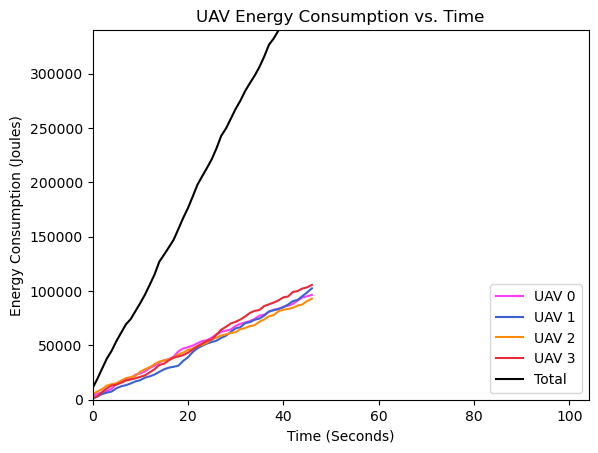 UAV Energy Consumption vs. Time
Energy Consumption (Joules)
300000
250000
200000
150000
100000
50000
0
0 20 40 60 80 100
Time (Seconds)
UAV 0
UAV 1
UAV 2
UAV 3
Total